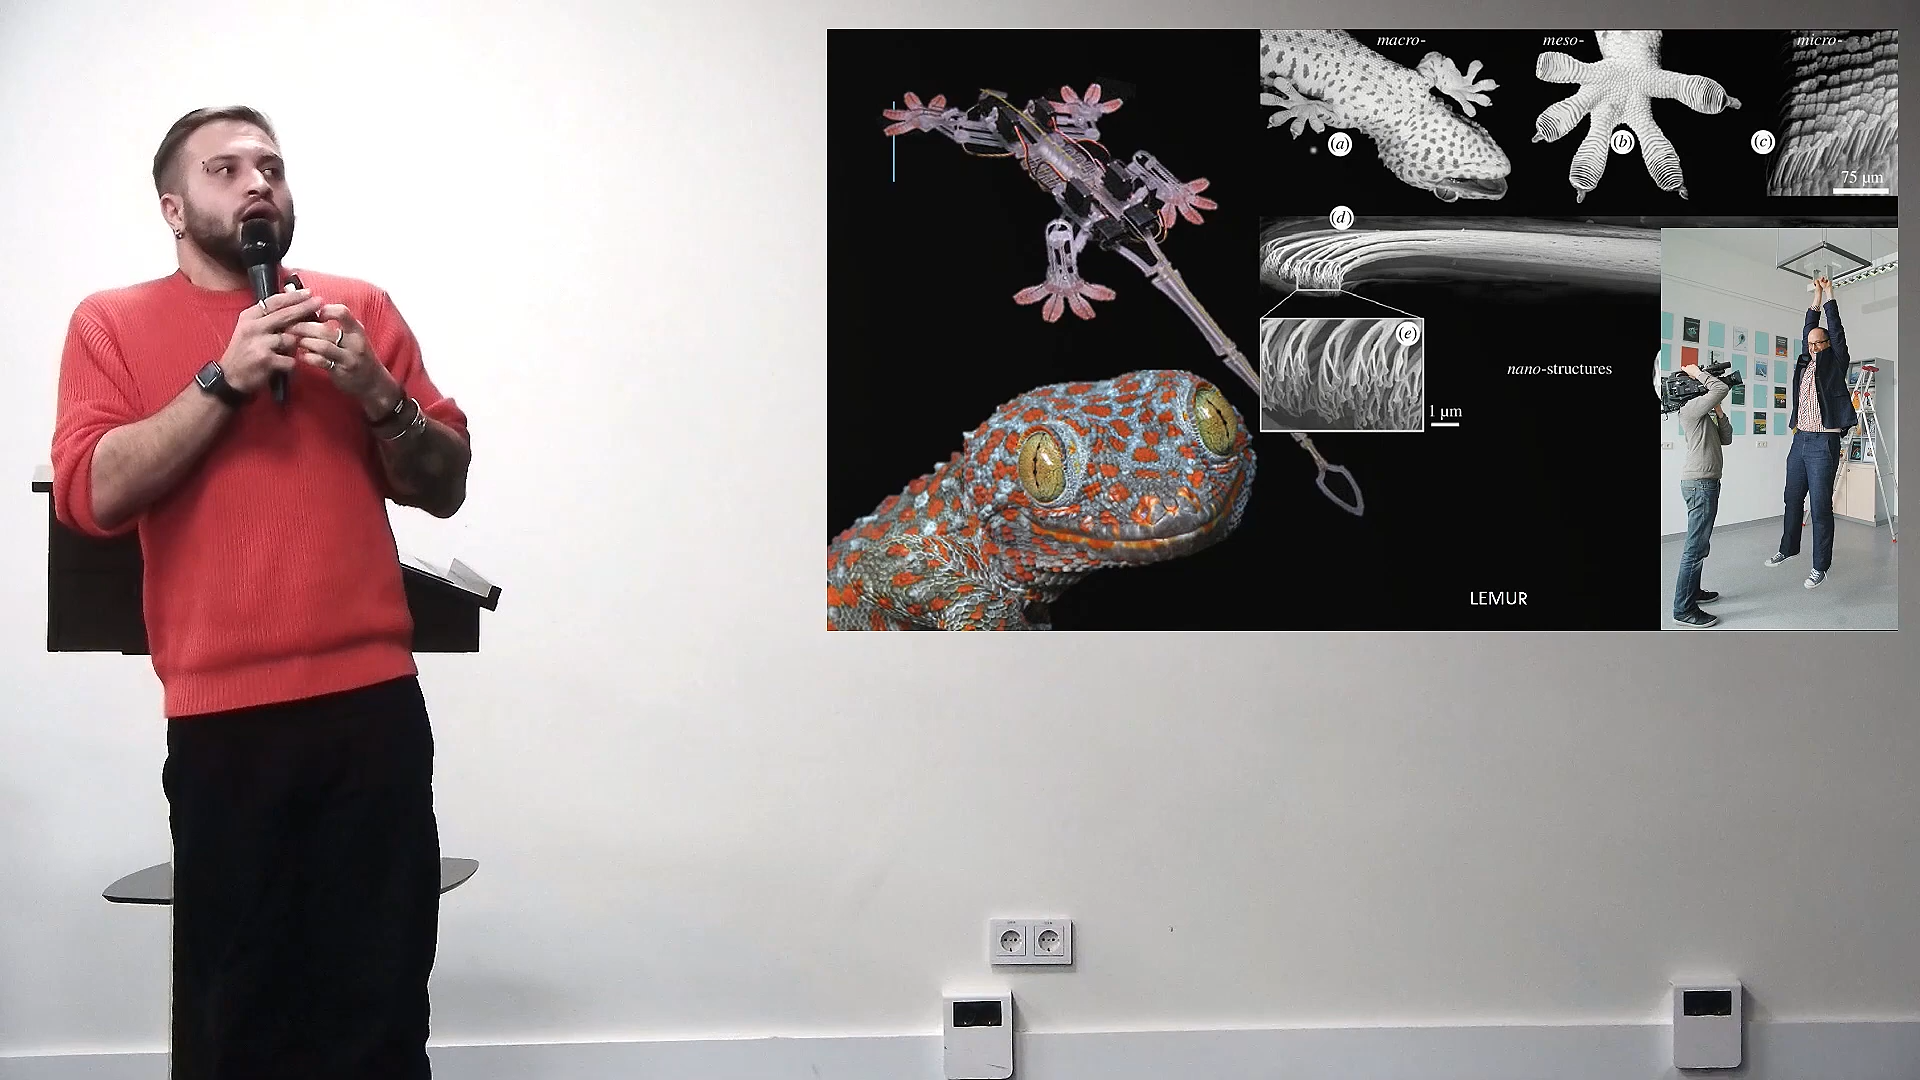 macro-
meso-
micro-
(a)
(b)
(c)
75 µm
(d)
(e)
nano-structures
1 µm
LEMUR